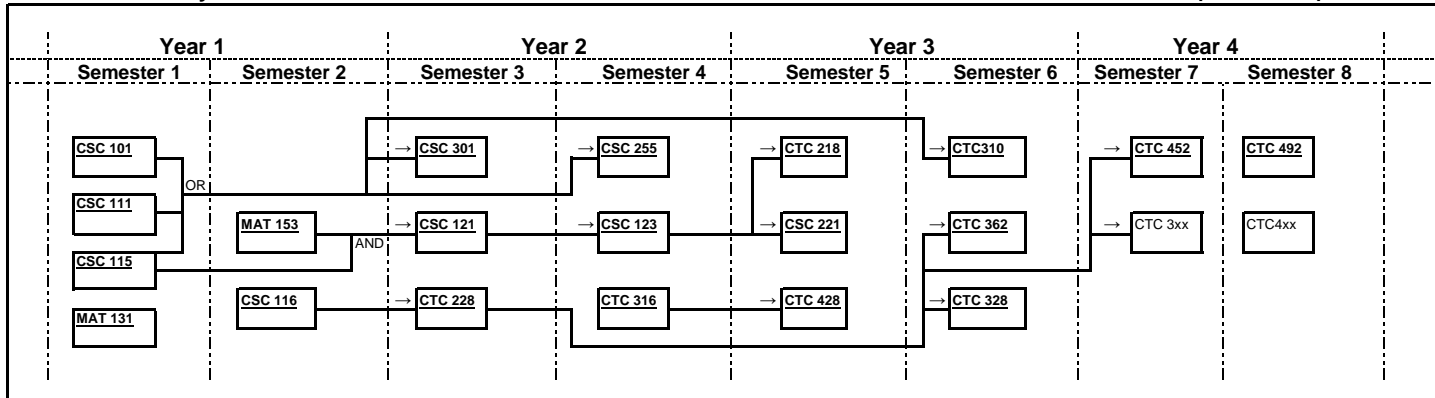 Year 1 Year 2 Year 3 Year 4
Semester 1 Semester 2 Semester 3 Semester 4 Semester 5 Semester 6 Semester 7 Semester 8
CSC 101 → CSC 301 → CSC 255 → CTC 218 → CTC310 → CTC 452 CTC 492
OR
CSC 111 MAT 153 → CSC 121 → CSC 123 CSC 221 → CTC 362 → CTC 3xx CTC4xx
AND
CSC 115
CSC 116 → CTC 228 CTC 316 → CTC 428 → CTC 328
MAT 131